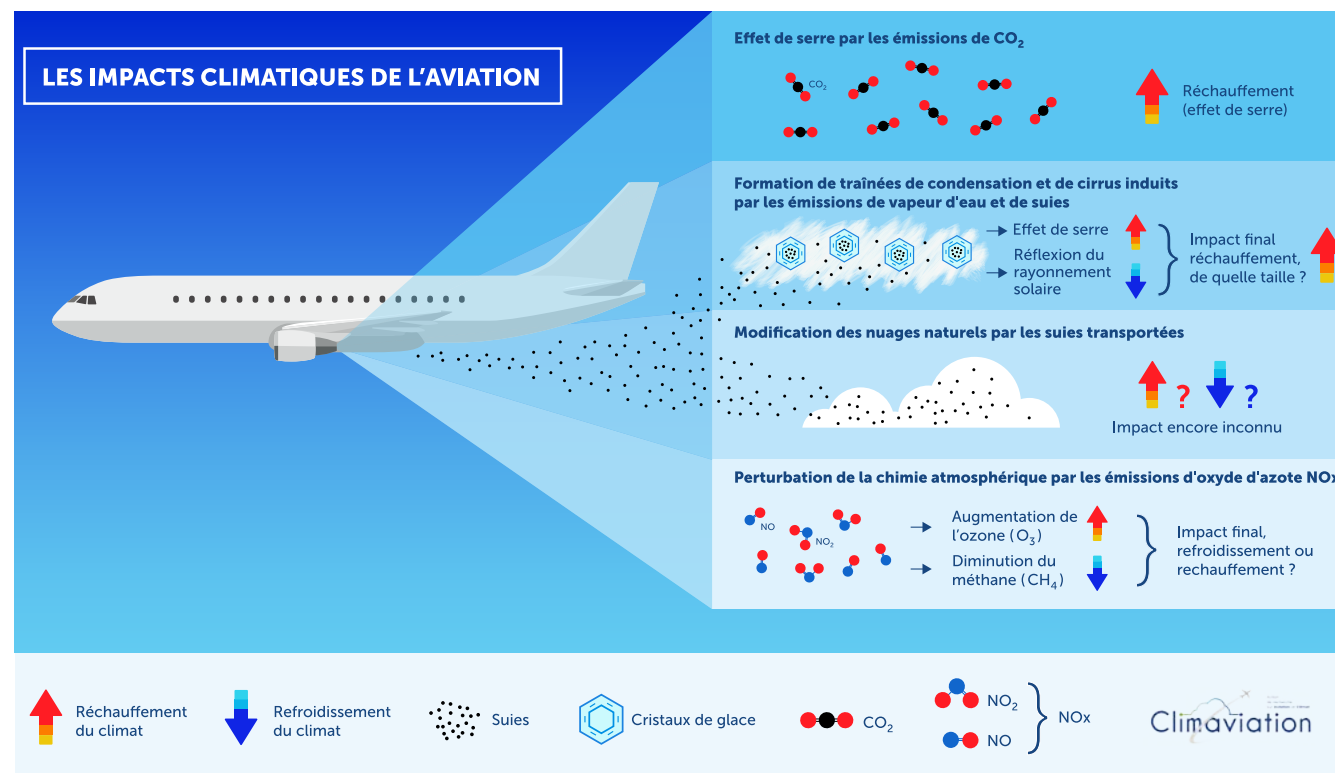 LES IMPACTS CLIMATIQUES DE L'AVIATION
Effet de serre par les émissions de CO₂
CO₂
Réchauffement
(effet de serre)
Formation de traînées de condensation et de cirrus induits
par les émissions de vapeur d'eau et de suies
Effet de serre
Réflexion du
rayonnement
solaire
Impact final
réchauffement,
de quelle taille ?
Modification des nuages naturels par les suies transportées
? ?
Impact encore inconnu
Perturbation de la chimie atmosphérique par les émissions d'oxyde d'azote NOx
NO
NO₂
Augmentation de
l'ozone (O₃)
Diminution du
méthane (CH₄)
Impact final,
refroidissement ou
rechauffement ?
Réchauffement
du climat
Refroidissement
du climat
Suies
Cristaux de glace
CO₂
NO₂
NO
NOx
Climaviation